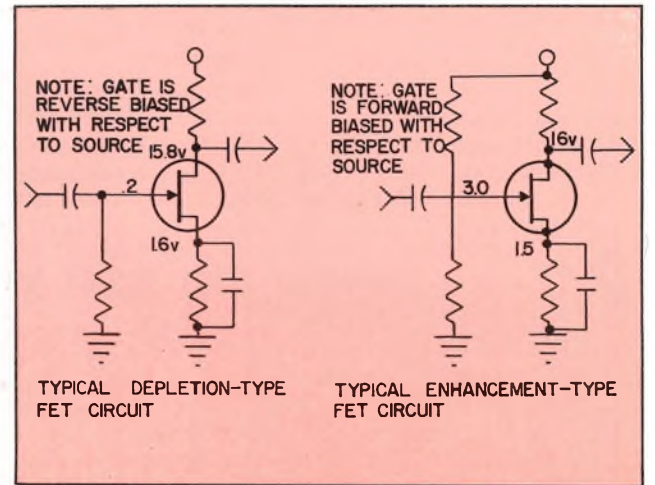 NOTE: GATE IS
REVERSE BIASED
WITH RESPECT
TO SOURCE
15.8v
.2
1.6v
TYPICAL DEPLETION-TYPE
FET CIRCUIT
NOTE: GATE
IS FORWARD
BIASED WITH
RESPECT TO
SOURCE
16v
3.0
1.5
TYPICAL ENHANCEMENT-TYPE
FET CIRCUIT